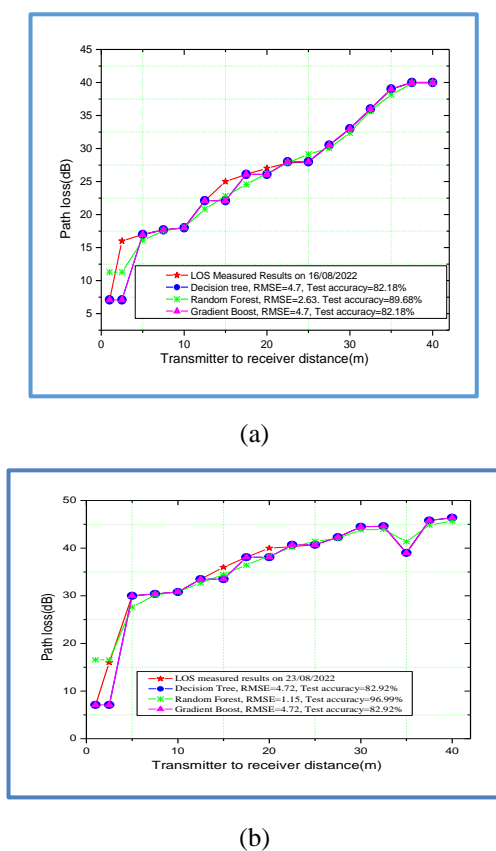 45
40
35
30
25
20
15
10
5
Path loss(dB)
LOS Measured Results on 16/08/2022
Decision tree, RMSE=4.7, Test accuracy=82.18%
Random Forest, RMSE=2.63. Test accuracy=89.68%
Gradient Boost, RMSE=4.7, Test accuracy=82.18%
0 10 20 30 40
Transmitter to receiver distance(m)
(a)
50
40
30
20
10
0
Path loss(dB)
LOS measured results on 23/08/2022
Decision Tree, RMSE=4.72, Test accuracy=82.92%
Random Forest, RMSE=1.15, Test accuracy=96.99%
Gradient Boost, RMSE=4.72, Test accuracy=82.92%
0 10 20 30 40
Transmitter to receiver distance(m)
(b)